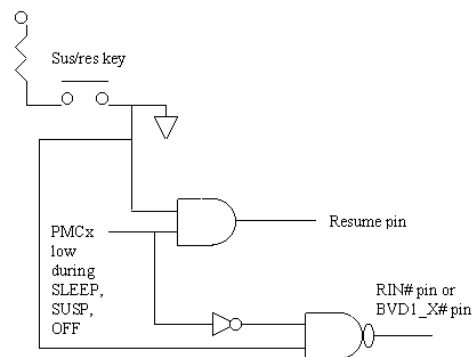 Sus/res key
Resume pin
PMCx
low
during
SLEEP,
SUSP,
OFF
RIN# pin or
BVD1_X# pin